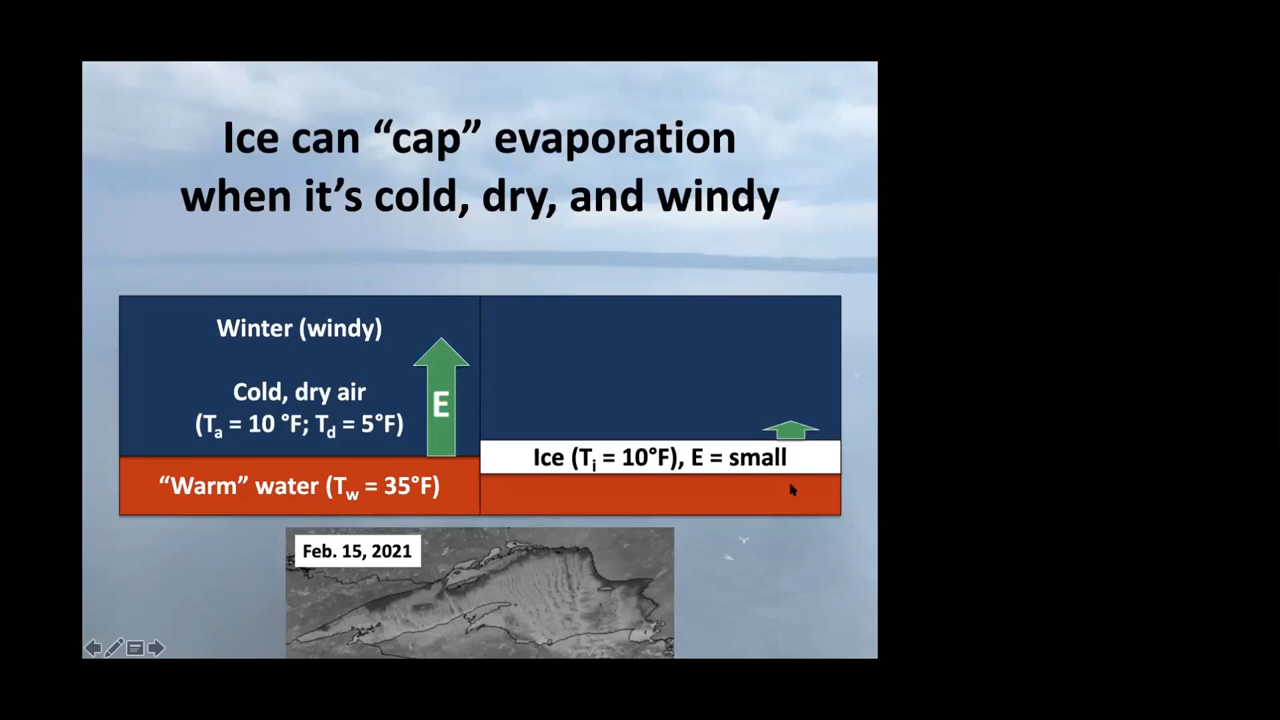 Ice can “cap” evaporation
when it’s cold, dry, and windy
Winter (windy)
Cold, dry air
(Ta = 10 °F; Td = 5°F)
E
“Warm” water (Tw = 35°F)
Ice (Ti = 10°F), E = small
Feb. 15, 2021